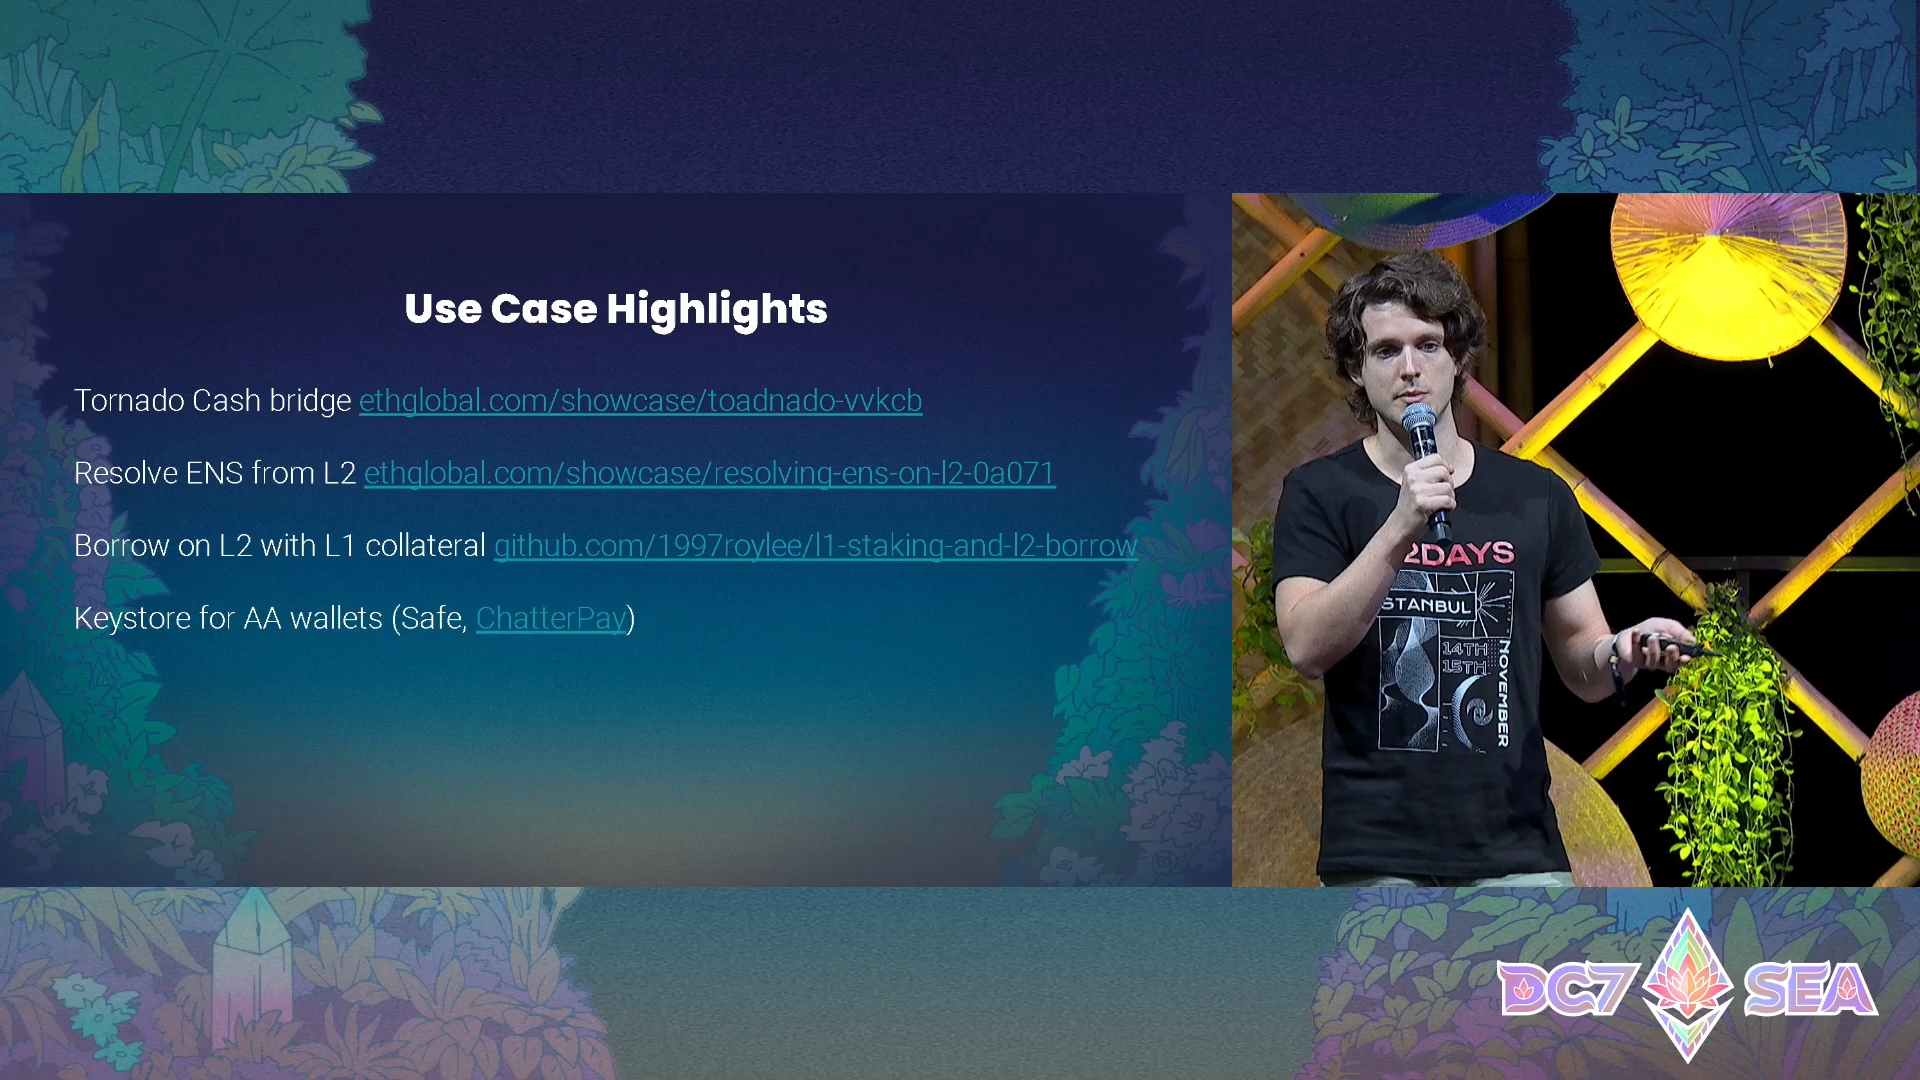 Use Case Highlights
Tornado Cash bridge ethglobal.com/showcase/toadnado-vvkcb
Resolve ENS from L2 ethglobal.com/showcase/resolving-ens-on-l2-0a071
Borrow on L2 with L1 collateral github.com/1997roylee/l1-staking-and-l2-borrow
Keystore for AA wallets (Safe, ChatterPay)
2DAYS
STANBUL
14TH
15TH
NOVEMBER
DC7 SEA